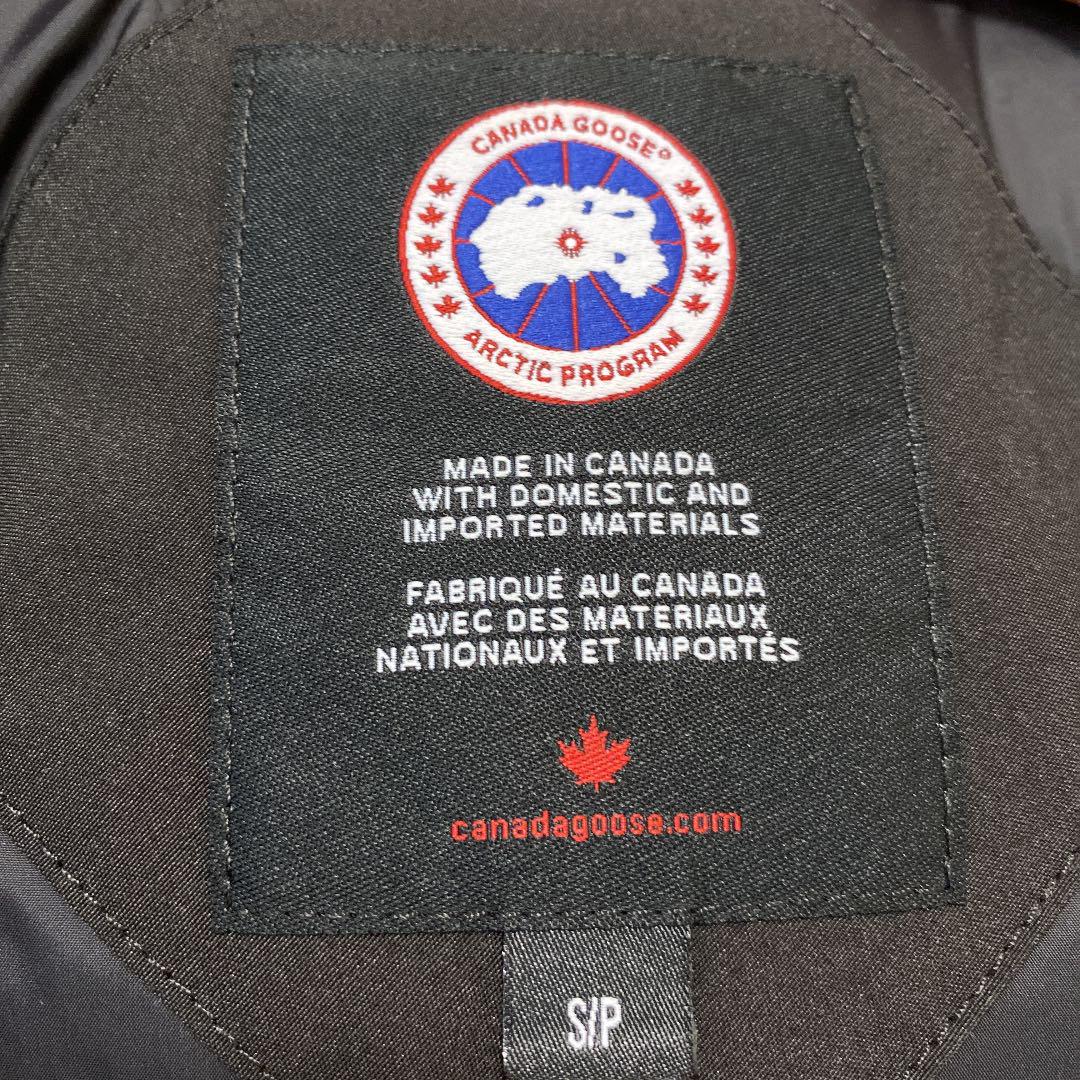 CANADA GOOSE®
ARCTIC PROGRAM
MADE IN CANADA
WITH DOMESTIC AND
IMPORTED MATERIALS
FABRIQUÉ AU CANADA
AVEC DES MATERIAUX
NATIONAUX ET IMPORTÉS
canadagoose.com
S/P